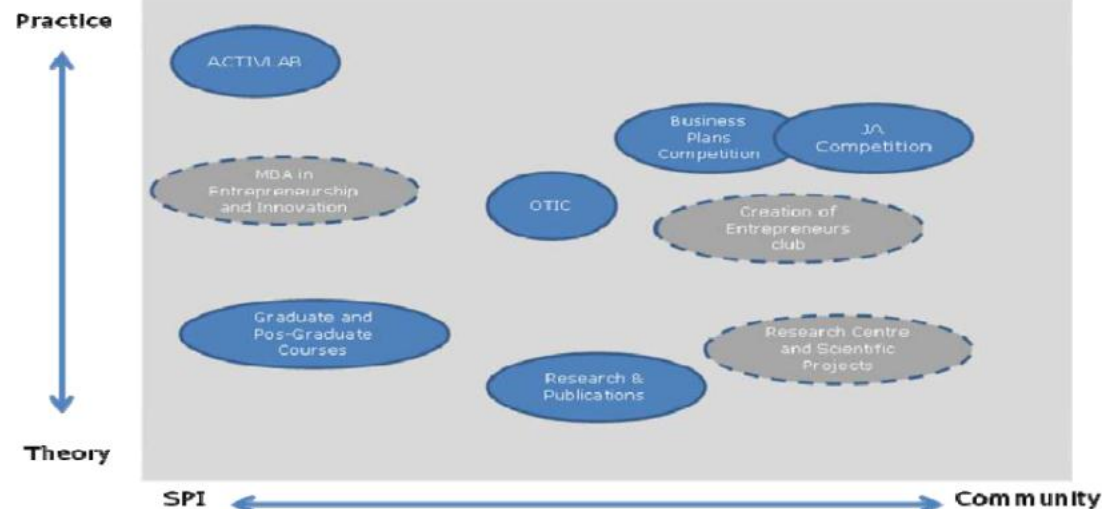 Practice
ACTIVLAB
Business
Plans
Competition
JA
Competition
MBA in
Entrepreneurship
and Innovation
OTIC
Creation of
Entrepreneurs
club
Graduate and
Pos-Graduate
Courses
Research Centre
and Scientific
Projects
Research &
Publications
Theory
SPI
Community